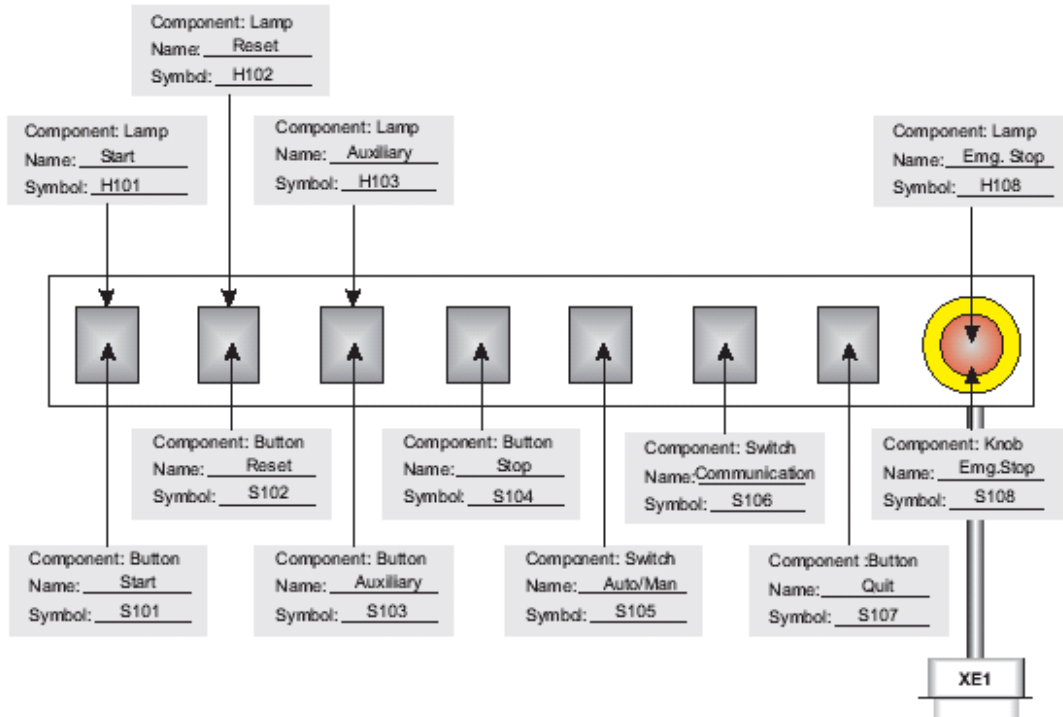 Component: Lamp
Name: Reset
Symbol: H102
Component: Lamp
Name: Start
Symbol: H101
Component: Lamp
Name: Auxiliary
Symbol: H103
Component: Lamp
Name: Emg. Stop
Symbol: H108
Component: Button
Name: Reset
Symbol: S102
Component: Button
Name: Stop
Symbol: S104
Component: Switch
Name: Communication
Symbol: S106
Component: Knob
Name: Emg.Stop
Symbol: S108
Component: Button
Name: Start
Symbol: S101
Component: Button
Name: Auxiliary
Symbol: S103
Component: Switch
Name: Auto/Man
Symbol: S105
Component :Button
Name: Quit
Symbol: S107
XE1